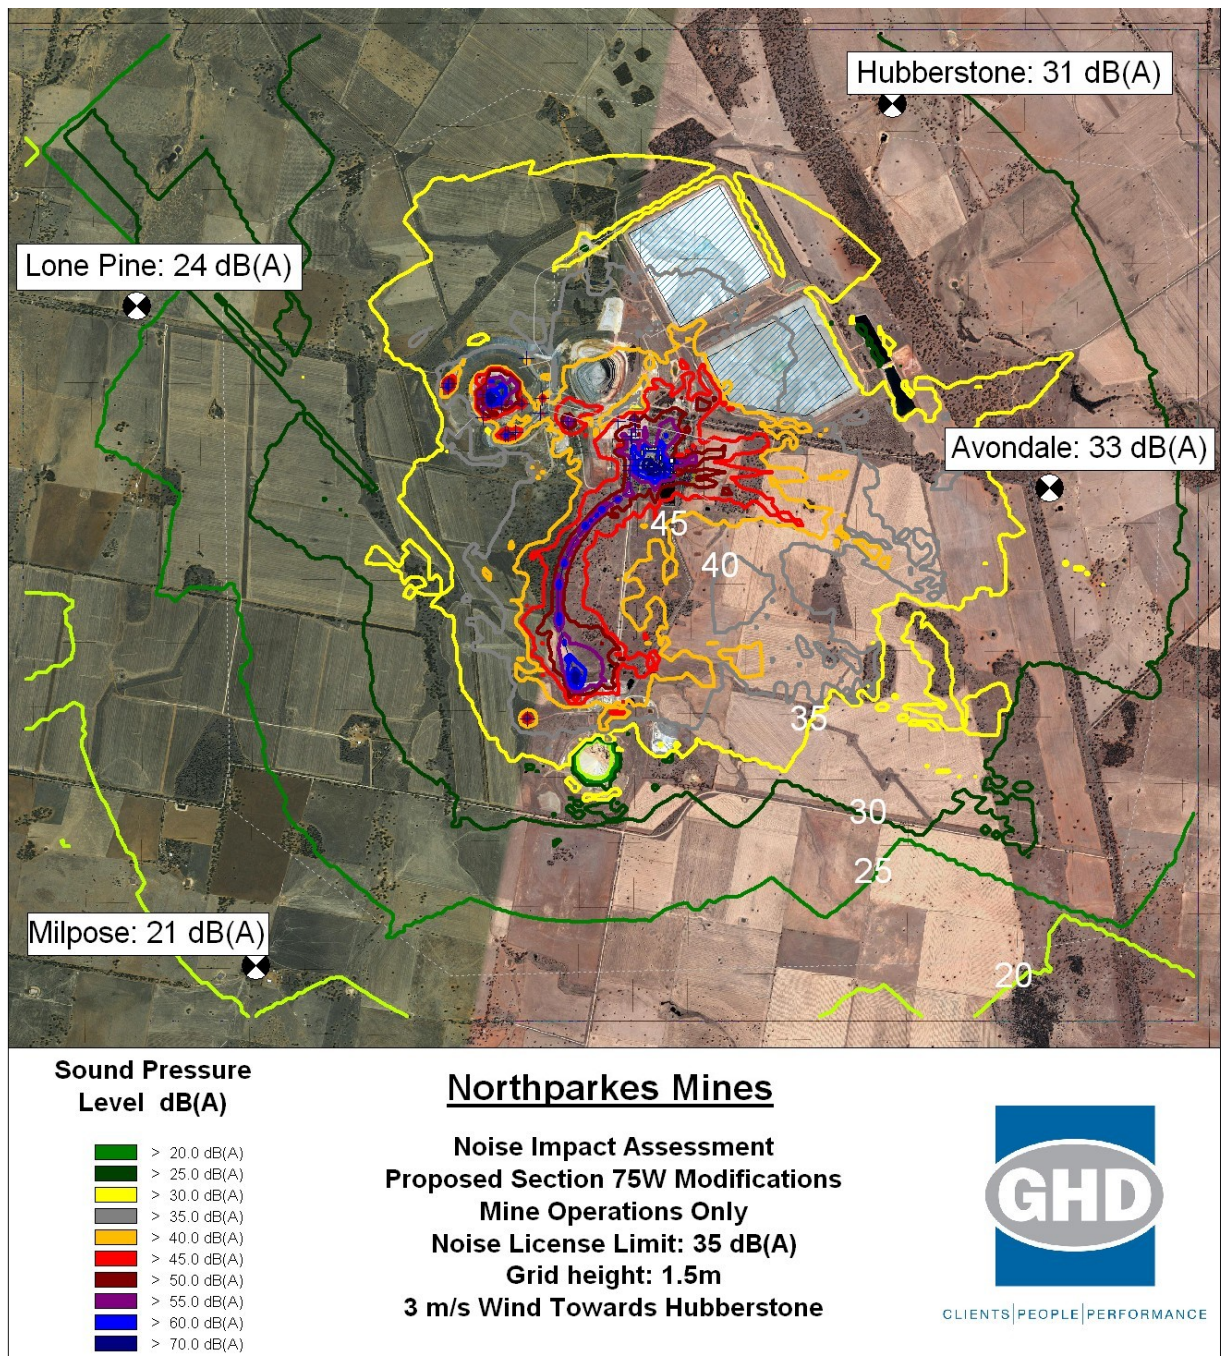 Hubberstone: 31 dB(A)
Lone Pine: 24 dB(A)
Avondale: 33 dB(A)
45
40
35
30
25
Milpose: 21 dB(A)
20
Sound Pressure
Level dB(A)
> 20.0 dB(A)
> 25.0 dB(A)
> 30.0 dB(A)
> 35.0 dB(A)
> 40.0 dB(A)
> 45.0 dB(A)
> 50.0 dB(A)
> 55.0 dB(A)
> 60.0 dB(A)
> 70.0 dB(A)
Northparkes Mines
Noise Impact Assessment
Proposed Section 75W Modifications
Mine Operations Only
Noise License Limit: 35 dB(A)
Grid height: 1.5m
3 m/s Wind Towards Hubberstone
GHD
CLIENTS|PEOPLE|PERFORMANCE